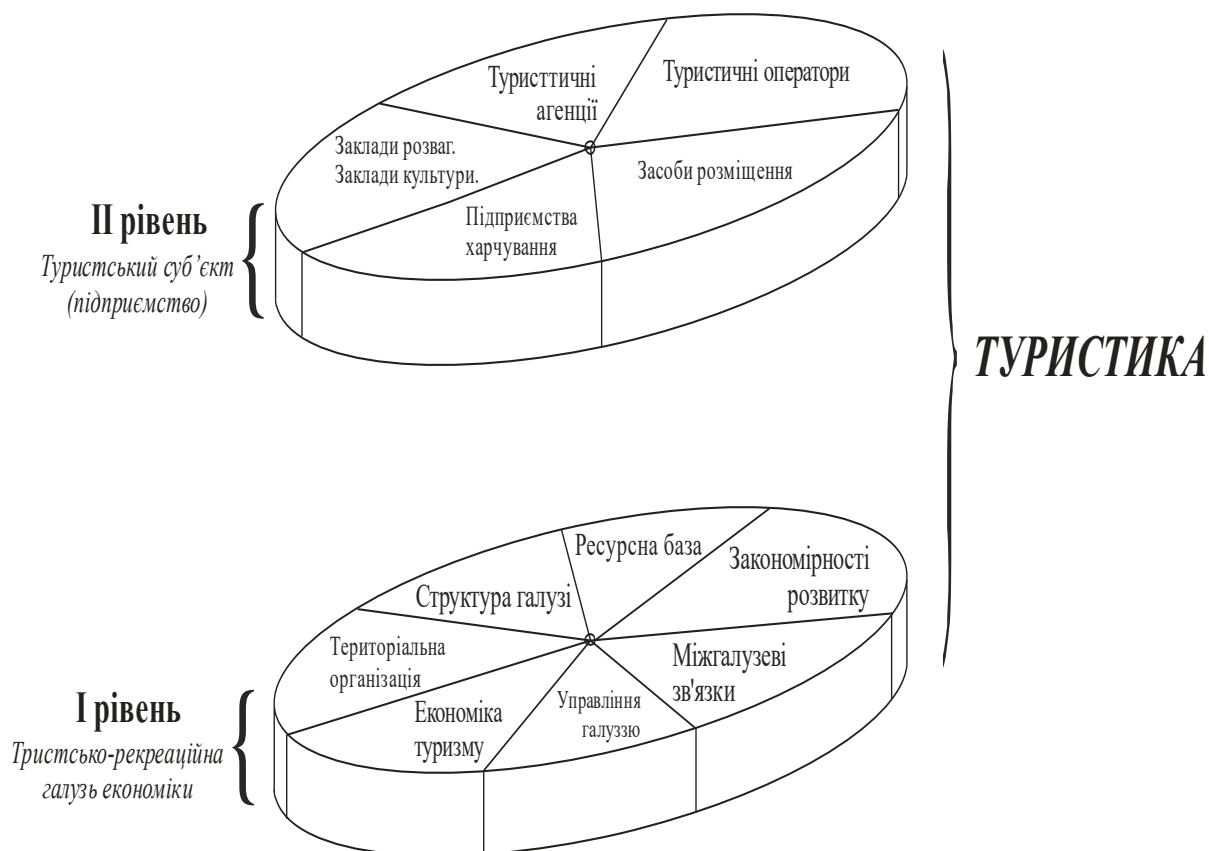 Туристтичні
агенції
Туристичні оператори
Заклади розваг.
Заклади культури.
Засоби розміщення
Підприємства
харчування
ІІ рівень
Туристський суб’єкт
(підприємство)
ТУРИСТИКА
Ресурсна база
Закономірності
розвитку
Структура галузі
Територіальна
організація
Міжгалузеві
зв'язки
Економіка
туризму
Управління
галуззю
І рівень
Тристсько-рекреаційна
галузь економіки